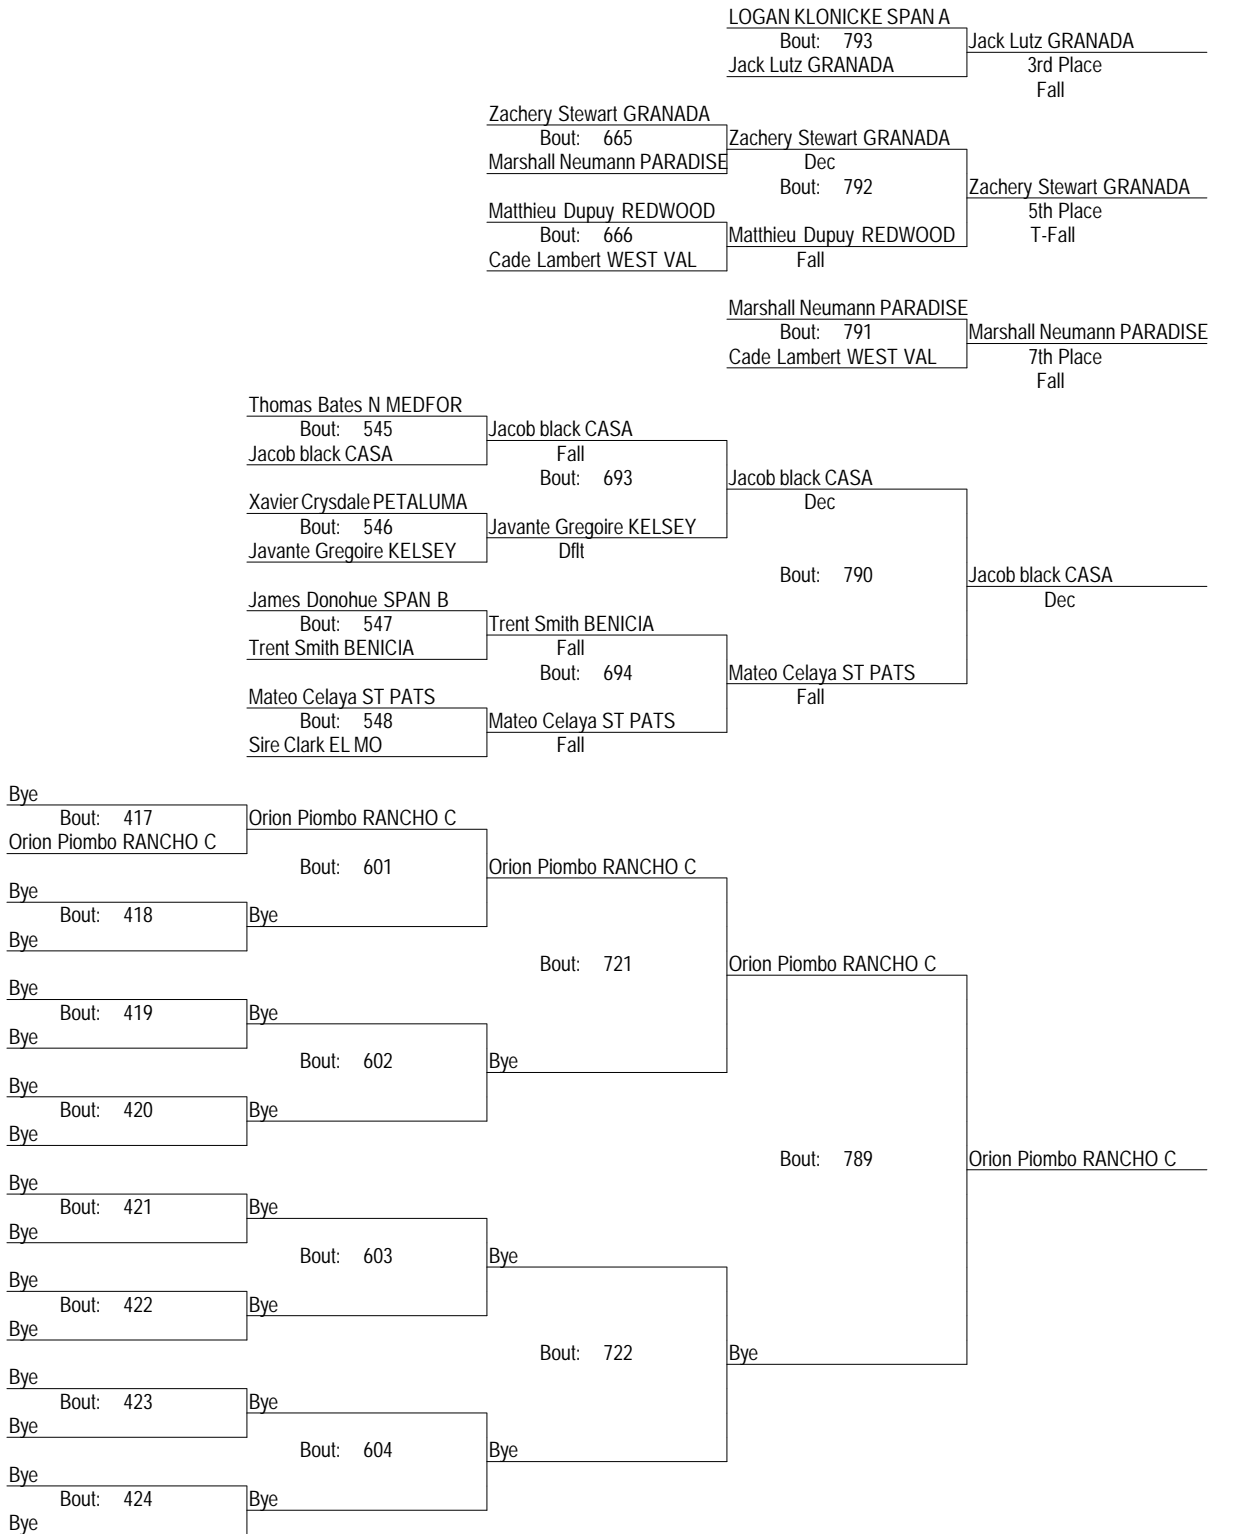 LOGAN KLONICKE SPAN A
Bout: 793
Jack Lutz GRANADA
Jack Lutz GRANADA
3rd Place
Fall
Zachery Stewart GRANADA
Bout: 665
Marshall Neumann PARADISE
Zachery Stewart GRANADA
Dec
Bout: 792
Zachery Stewart GRANADA
5th Place
T-Fall
Matthieu Dupuy REDWOOD
Bout: 666
Cade Lambert WEST VAL
Matthieu Dupuy REDWOOD
Fall
Marshall Neumann PARADISE
Bout: 791
Cade Lambert WEST VAL
Marshall Neumann PARADISE
7th Place
Fall
Thomas Bates N MEDFOR
Bout: 545
Jacob black CASA
Jacob black CASA
Fall
Bout: 693
Jacob black CASA
Dec
Xavier Crysdale PETALUMA
Bout: 546
Javante Gregoire KELSEY
Javante Gregoire KELSEY
Dflt
Bout: 790
Jacob black CASA
Dec
James Donohue SPAN B
Bout: 547
Trent Smith BENICIA
Trent Smith BENICIA
Fall
Bout: 694
Mateo Celaya ST PATS
Fall
Mateo Celaya ST PATS
Bout: 548
Sire Clark EL MO
Mateo Celaya ST PATS
Fall
Bye
Bout: 417
Orion Piombo RANCHO C
Orion Piombo RANCHO C
Bout: 601
Orion Piombo RANCHO C
Bye
Bout: 418
Bye
Bye
Bout: 721
Orion Piombo RANCHO C
Bye
Bout: 419
Bye
Bye
Bout: 602
Bye
Bye
Bout: 420
Bye
Bye
Bout: 789
Orion Piombo RANCHO C
Bye
Bout: 421
Bye
Bye
Bout: 603
Bye
Bye
Bout: 422
Bye
Bye
Bout: 722
Bye
Bye
Bout: 423
Bye
Bye
Bout: 604
Bye
Bye
Bout: 424
Bye
Bye